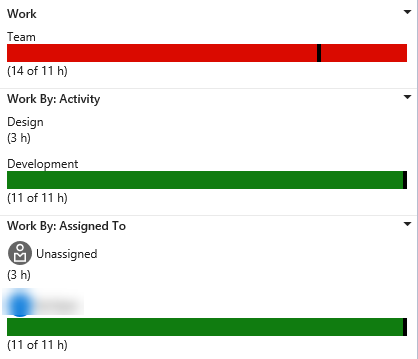 Work
Team
(14 of 11 h)
Work By: Activity
Design
(3 h)
Development
(11 of 11 h)
Work By: Assigned To
Unassigned
(3 h)
(11 of 11 h)